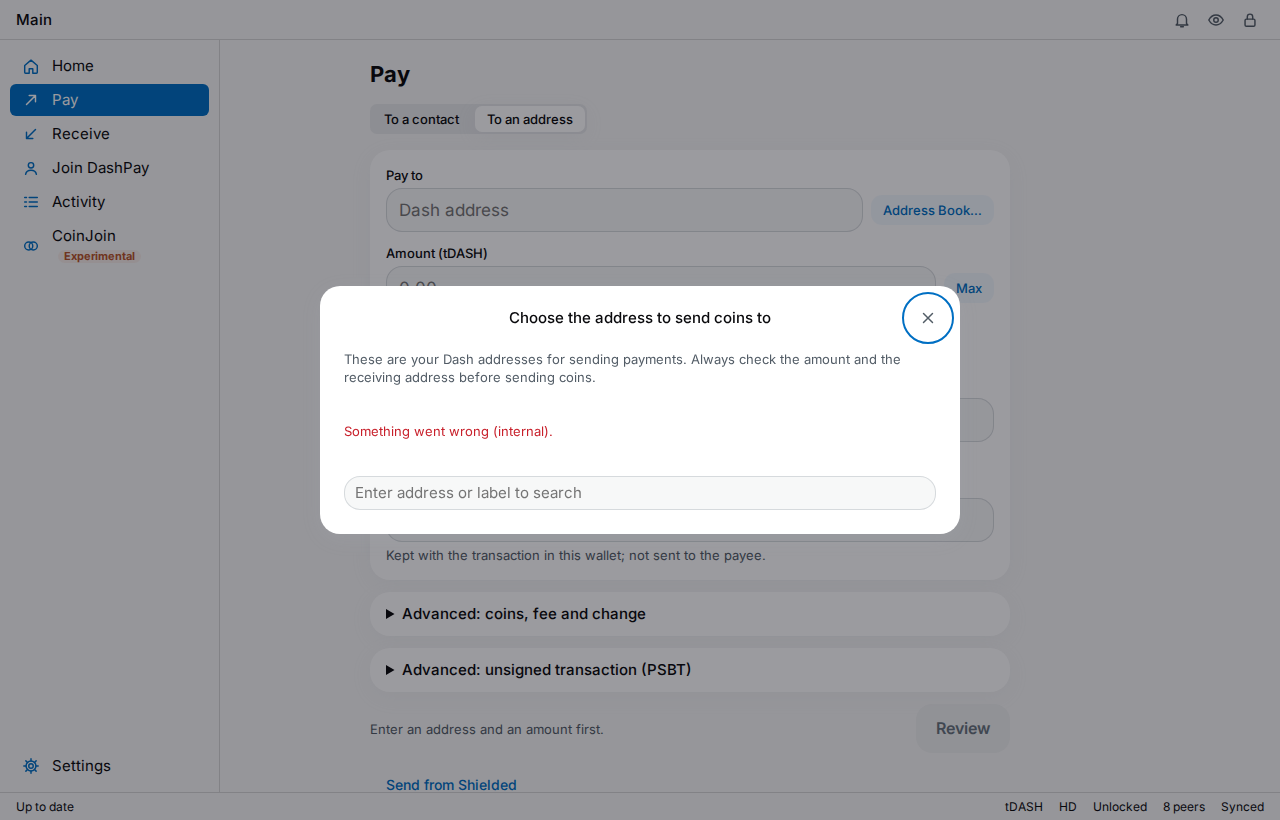 Main
Home
Pay
Receive
Join DashPay
Activity
CoinJoin
Experimental
Settings
Pay
To a contact
To an address
Pay to
Dash address
Address Book...
Amount (tDASH)
Max
Choose the address to send coins to
These are your Dash addresses for sending payments. Always check the amount and the
receiving address before sending coins.
Something went wrong (internal).
Enter address or label to search
Kept with the transaction in this wallet; not sent to the payee.
Advanced: coins, fee and change
Advanced: unsigned transaction (PSBT)
Enter an address and an amount first.
Review
Send from Shielded
Up to date
tDASH
HD
Unlocked
8 peers
Synced